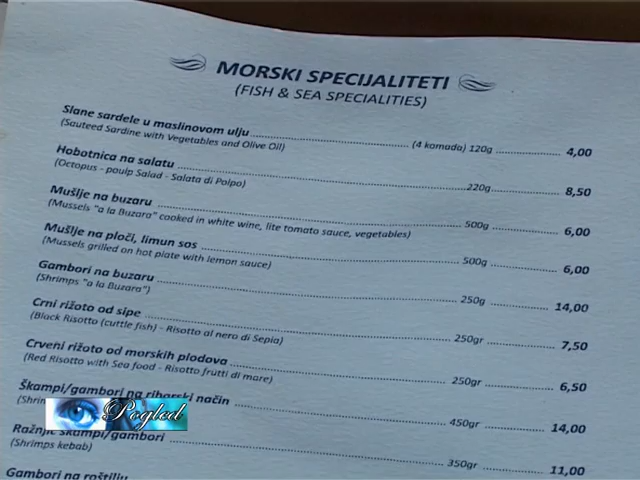 MORSKI SPECIJALITETI
(FISH & SEA SPECIALITIES)
Slane sardele u maslinovom ulju (4 komada) 120g 4,00
(Sauteed Sardine with Vegetables and Olive Oil)
Hobotnica na salatu 220g 8,50
(Octopus - poulp Salad - Salata di Polpo)
Mušlje na buzaru 500g 6,00
(Mussels "a la Buzara" cooked in white wine, lite tomato sauce, vegetables)
Mušlje na ploči, limun sos 500g 6,00
(Mussels grilled on hot plate with lemon sauce)
Gambori na buzaru 250g 14,00
(Shrimps "a la Buzara")
Crni rižoto od sipe 250gr 7,50
(Black Risotto (cuttle fish) - Risotto al nero di Sepia)
Crveni rižoto od morskih plodova 250gr 6,50
(Red Risotto with Sea food - Risotto frutti di mare)
Škampi/gambori na ribarski način 450gr 14,00
Pogled
Ražnjić škampi/gambori 350gr 11,00
(Shrimps kebab)
Gambori na roštilju